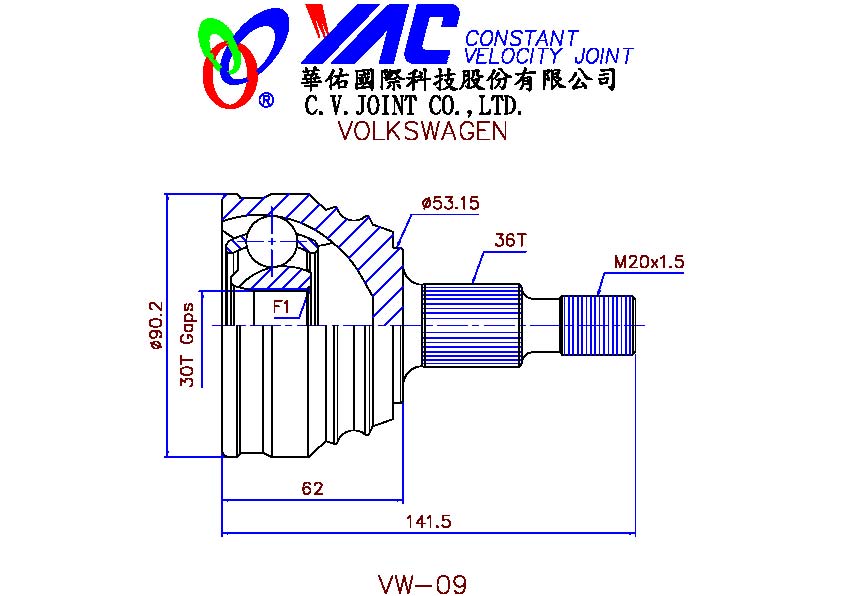 YAC CONSTANT
VELOCITY JOINT
®
華佑國際科技股份有限公司
C.V.JOINT CO.,LTD.
VOLKSWAGEN
ø53.15
36T
M20x1.5
ø90.2
30T Gaps
F1
62
141.5
VW-09